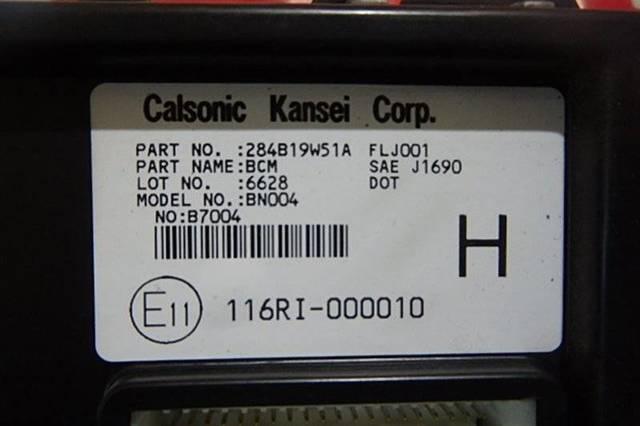 Calsonic Kansei Corp.
PART NO. :284B19W51A FLJ001
PART NAME:BCM SAE J1690
LOT NO. :6628 DOT
MODEL NO.:BN004
NO:B7004
H
E11 116RI-000010